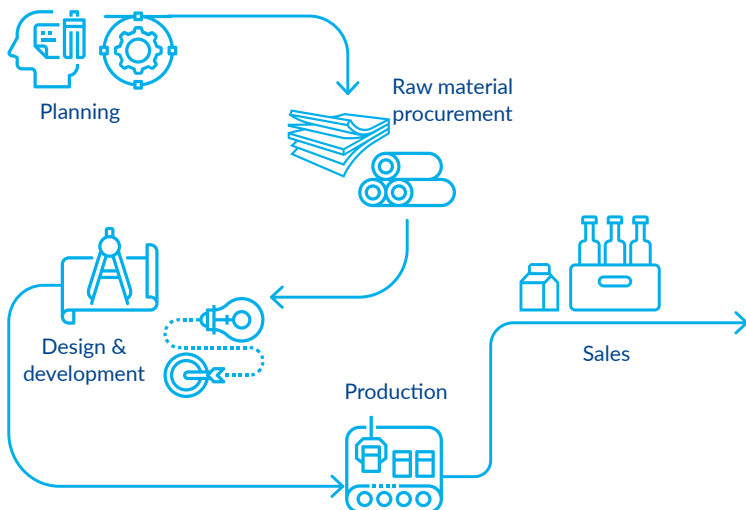 Planning
Raw material
procurement
Design &
development
Production
Sales